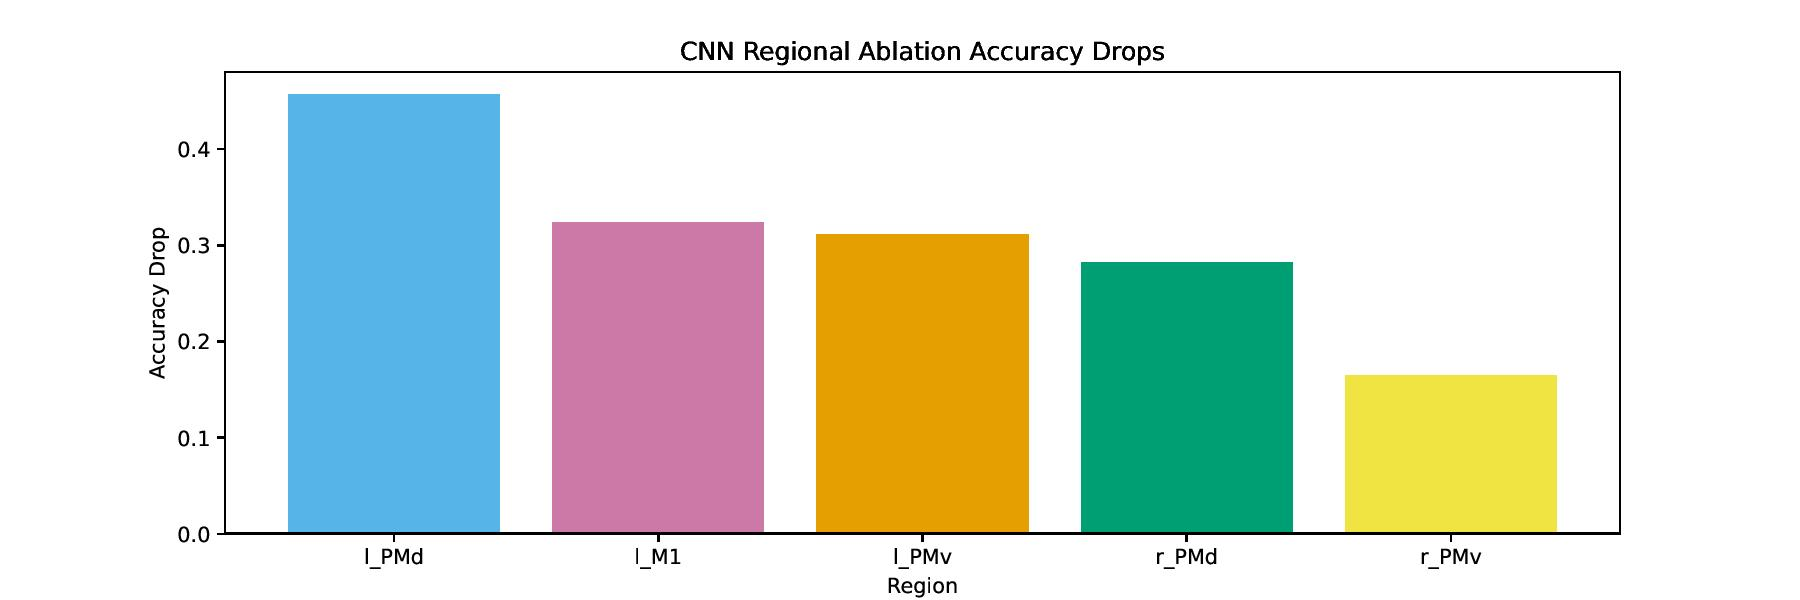 CNN Regional Ablation Accuracy Drops
Accuracy Drop
0.4
0.3
0.2
0.1
0.0
l_PMd l_M1 l_PMv r_PMd r_PMv
Region